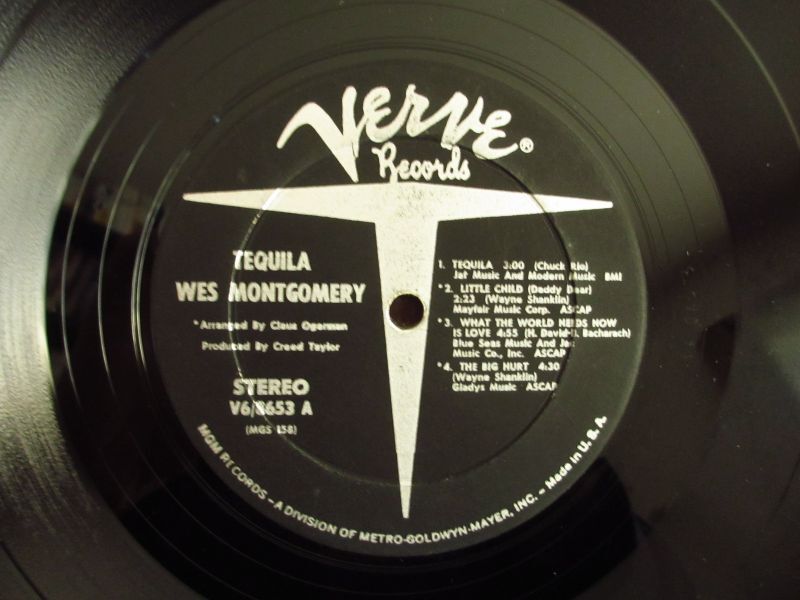 Verve®
Records
TEQUILA
WES MONTGOMERY
*Arranged By Claus Ogerman
Produced By Creed Taylor
STEREO
V6/8653 A
(MGS 158)
1. TEQUILA 3:00 (Chuck Rio)
Jat Music And Modern Music BMI
*2. LITTLE CHILD (Daddy Dear)
2:23 (Wayne Shanklin)
Mayfair Music Corp. ASCAP
*3. WHAT THE WORLD NEEDS NOW
IS LOVE 4:55 (H. David- Bacharach)
Blue Seas Music And Jac
Music Co., Inc. ASCAP
*4. THE BIG HURT 4:30
(Wayne Shanklin)
Gladys Music ASCAP
MGM RECORDS – A DIVISION OF METRO-GOLDWYN-MAYER, INC. – Made in U. S. A.